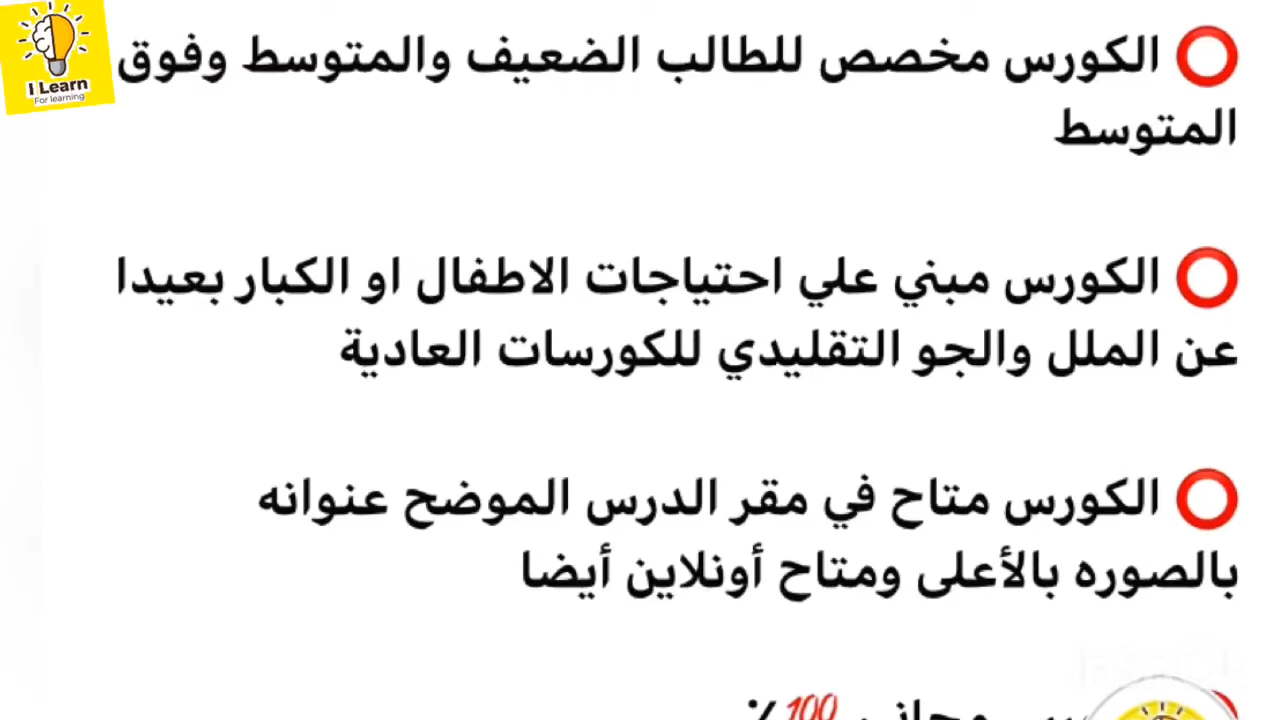 I Learn
For learning
الكورس مخصص للطالب الضعيف والمتوسط وفوق
المتوسط
الكورس مبني علي احتياجات الاطفال او الكبار بعيدا
عن الملل والجو التقليدي للكورسات العادية
الكورس متاح في مقر الدرس الموضح عنوانه
بالصوره بالأعلى ومتاح أونلاين أيضا
100٪